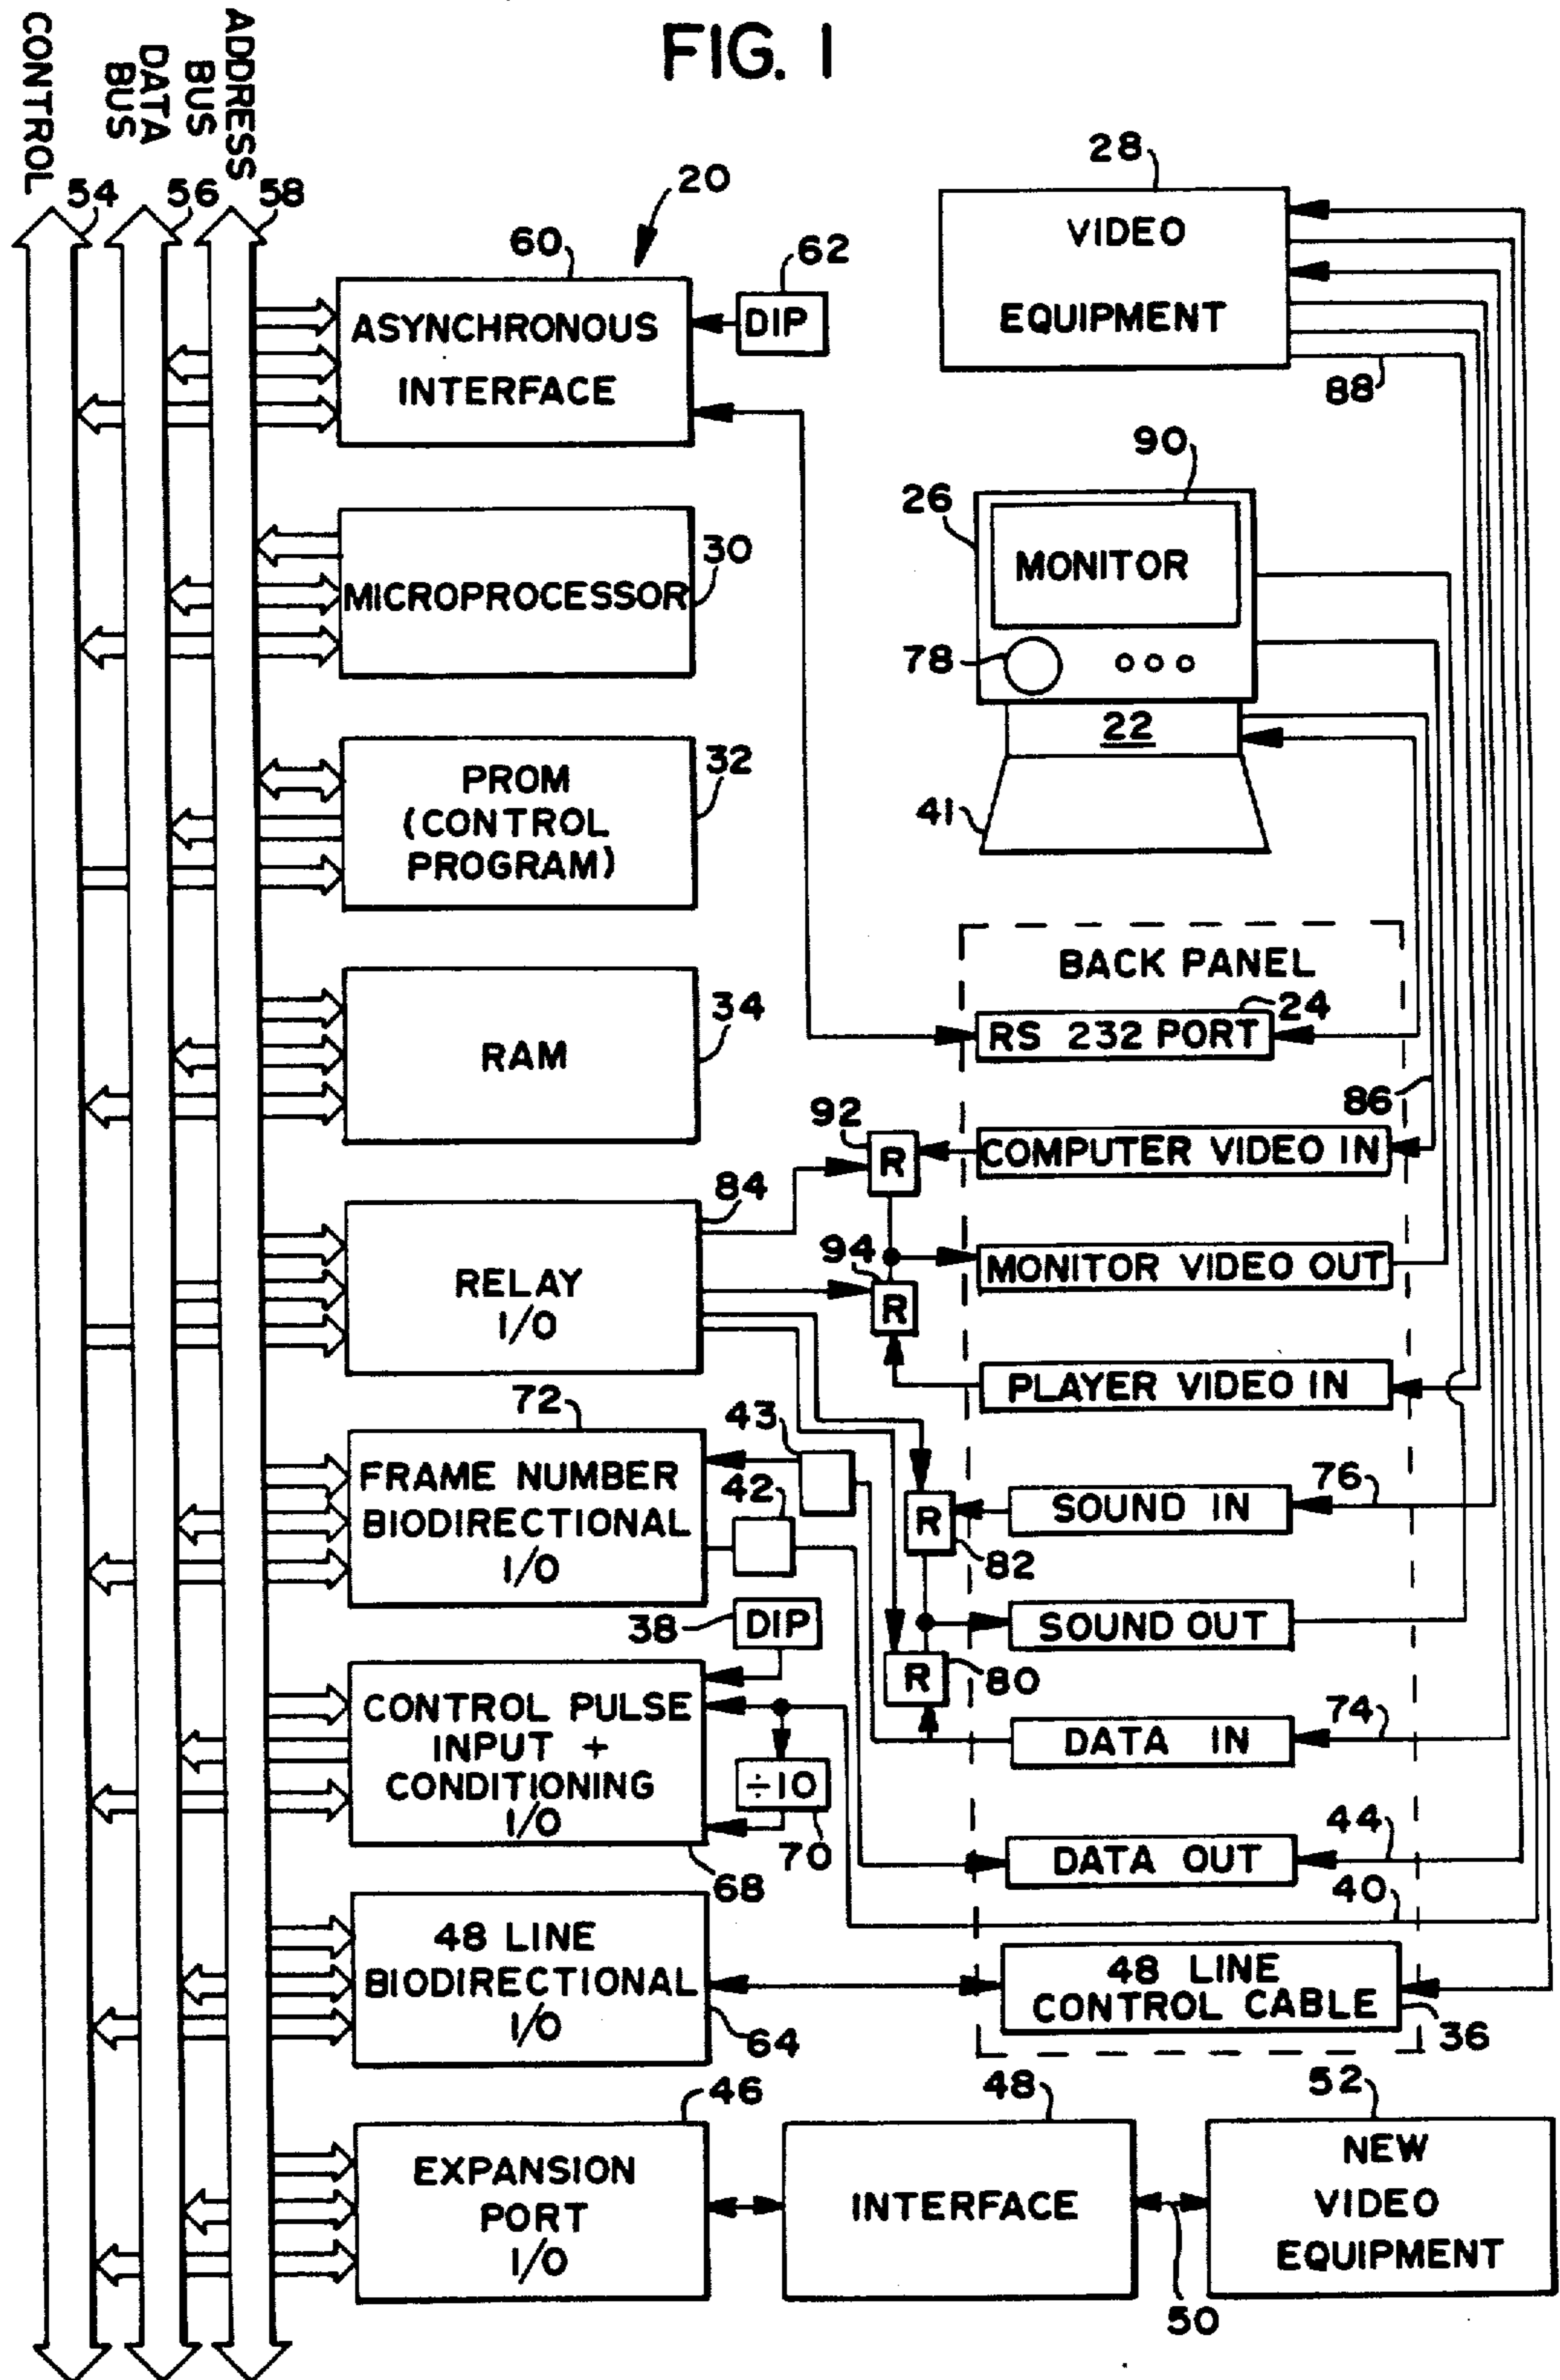 FIG. 1
CONTROL
DATA
BUS
ADDRESS
BUS
54
56
58
20
60
ASYNCHRONOUS
INTERFACE
62
DIP
28
VIDEO
EQUIPMENT
88
30
MICROPROCESSOR
90
26
MONITOR
78
22
41
32
PROM
(CONTROL
PROGRAM)
34
RAM
BACK PANEL
24
RS 232 PORT
86
92
R
COMPUTER VIDEO IN
84
RELAY
I/O
94
R
MONITOR VIDEO OUT
PLAYER VIDEO IN
72
FRAME NUMBER
BIODIRECTIONAL
I/O
43
42
R
82
76
SOUND IN
38
DIP
SOUND OUT
R
80
CONTROL PULSE
INPUT +
CONDITIONING
I/O
68
÷10
70
74
DATA IN
44
DATA OUT
40
48 LINE
BIODIRECTIONAL
I/O
64
48 LINE
CONTROL CABLE
36
46
EXPANSION
PORT
I/O
48
INTERFACE
50
52
NEW
VIDEO
EQUIPMENT